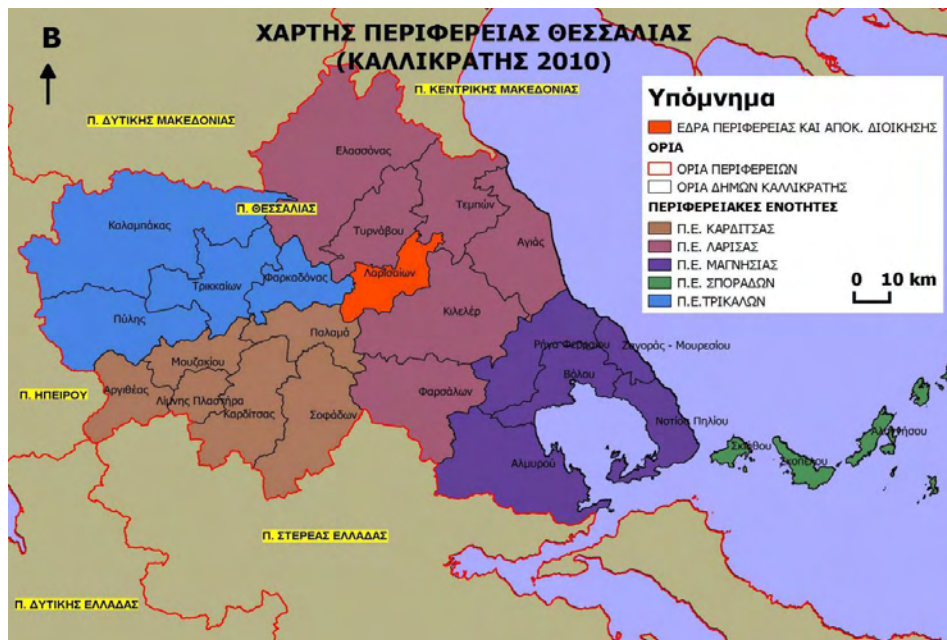 ΧΑΡΤΗΣ ΠΕΡΙΦΕΡΕΙΑΣ ΘΕΣΣΑΛΙΑΣ
(ΚΑΛΛΙΚΡΑΤΗΣ 2010)
Β
Π. ΚΕΝΤΡΙΚΗΣ ΜΑΚΕΔΟΝΙΑΣ
Π. ΔΥΤΙΚΗΣ ΜΑΚΕΔΟΝΙΑΣ
Υπόμνημα
ΕΔΡΑ ΠΕΡΙΦΕΡΕΙΑΣ ΚΑΙ ΑΠΟΚ. ΔΙΟΙΚΗΣΗΣ
ΟΡΙΑ
ΟΡΙΑ ΠΕΡΙΦΕΡΕΙΩΝ
ΟΡΙΑ ΔΗΜΩΝ ΚΑΛΛΙΚΡΑΤΗΣ
ΠΕΡΙΦΕΡΕΙΑΚΕΣ ΕΝΟΤΗΤΕΣ
Π.Ε. ΚΑΡΔΙΤΣΑΣ
Π.Ε. ΛΑΡΙΣΑΣ
Π.Ε. ΜΑΓΝΗΣΙΑΣ
Π.Ε. ΣΠΟΡΑΔΩΝ
Π.Ε.ΤΡΙΚΑΛΩΝ
0 10 km
Ελασσόνας
Τεμπών
Π. ΘΕΣΣΑΛΙΑΣ
Καλαμπάκας
Τυρνάβου
Αγιάς
Λαρισαίων
Φαρκαδόνας
Τρικκαίων
Κιλελέρ
Πύλης
Παλαμά
Ρήγα Φεραίου
Ζαγοράς - Μουρεσίου
Μουζακίου
Βόλου
Αργιθέας
Π. ΗΠΕΙΡΟΥ
Φαρσάλων
Λίμνης Πλαστήρα
Καρδίτσας
Σοφάδων
Νοτίου Πηλίου
Αλοννήσου
Σκιάθου
Σκοπέλου
Αλμυρού
Π. ΣΤΕΡΕΑΣ ΕΛΛΑΔΑΣ
Π. ΔΥΤΙΚΗΣ ΕΛΛΑΔΑΣ